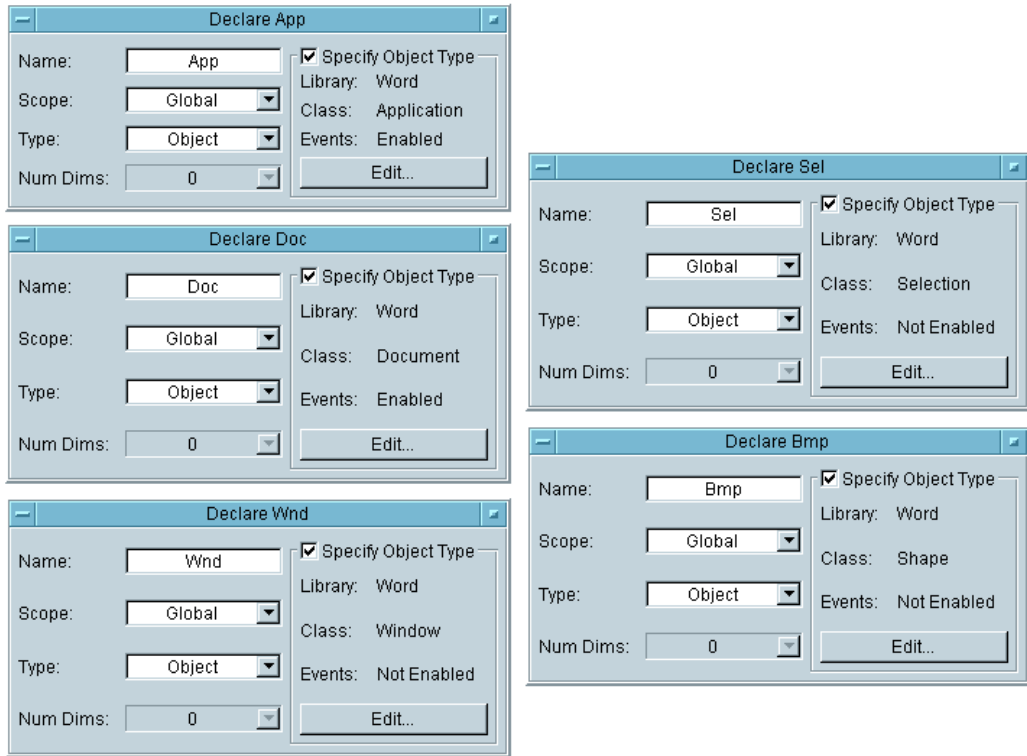 Declare App
Name: App
Scope: Global
Type: Object
Num Dims: 0
Specify Object Type
Library: Word
Class: Application
Events: Enabled
Edit...
Declare Doc
Name: Doc
Scope: Global
Type: Object
Num Dims: 0
Specify Object Type
Library: Word
Class: Document
Events: Enabled
Edit...
Declare Wnd
Name: Wnd
Scope: Global
Type: Object
Num Dims: 0
Specify Object Type
Library: Word
Class: Window
Events: Not Enabled
Edit...
Declare Sel
Name: Sel
Scope: Global
Type: Object
Num Dims: 0
Specify Object Type
Library: Word
Class: Selection
Events: Not Enabled
Edit...
Declare Bmp
Name: Bmp
Scope: Global
Type: Object
Num Dims: 0
Specify Object Type
Library: Word
Class: Shape
Events: Not Enabled
Edit...